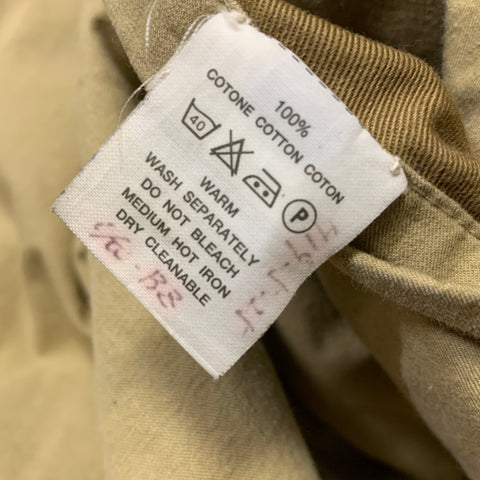 100%
COTONE COTTON COTON
40 P
WARM
WASH SEPARATELY
DO NOT BLEACH
MEDIUM HOT IRON
DRY CLEANABLE